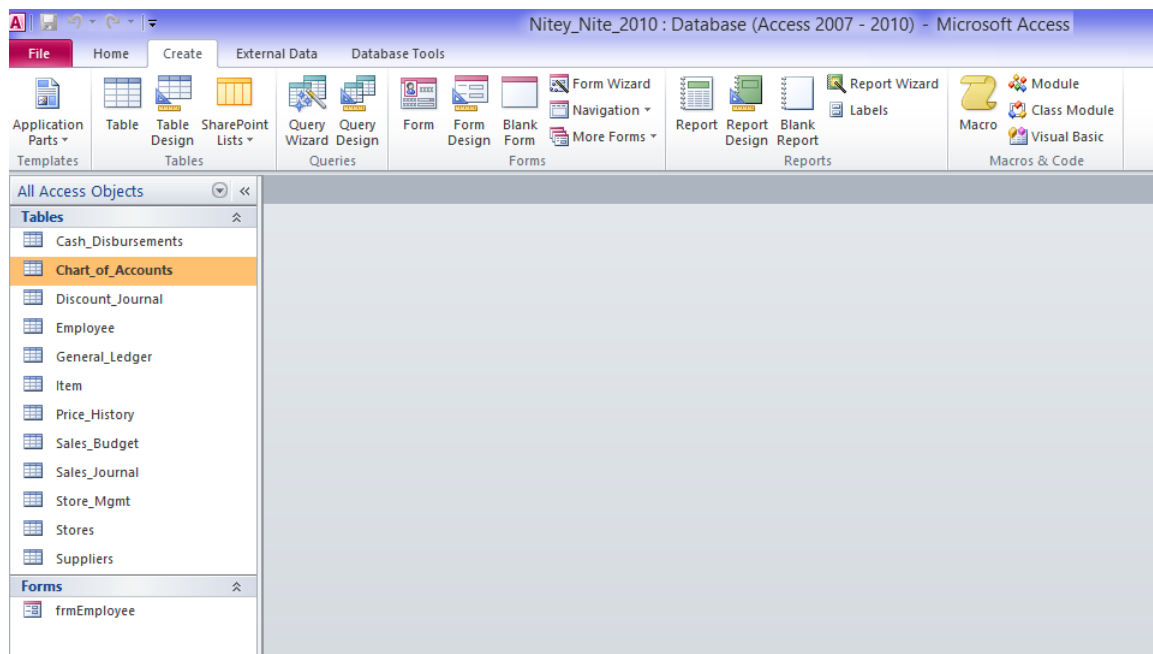 A
Nitey_Nite_2010 : Database (Access 2007 - 2010) - Microsoft Access
File Home Create External Data Database Tools
Application Parts
Table
Table Design
SharePoint Lists
Query Wizard
Query Design
Form
Form Design
Blank Form
Form Wizard
Navigation
More Forms
Report
Report Design
Blank Report
Report Wizard
Labels
Macro
Module
Class Module
Visual Basic
Templates Tables Queries Forms Reports Macros & Code
All Access Objects
Tables
Cash_Disbursements
Chart_of_Accounts
Discount_Journal
Employee
General_Ledger
Item
Price_History
Sales_Budget
Sales_Journal
Store_Mgmt
Stores
Suppliers
Forms
frmEmployee